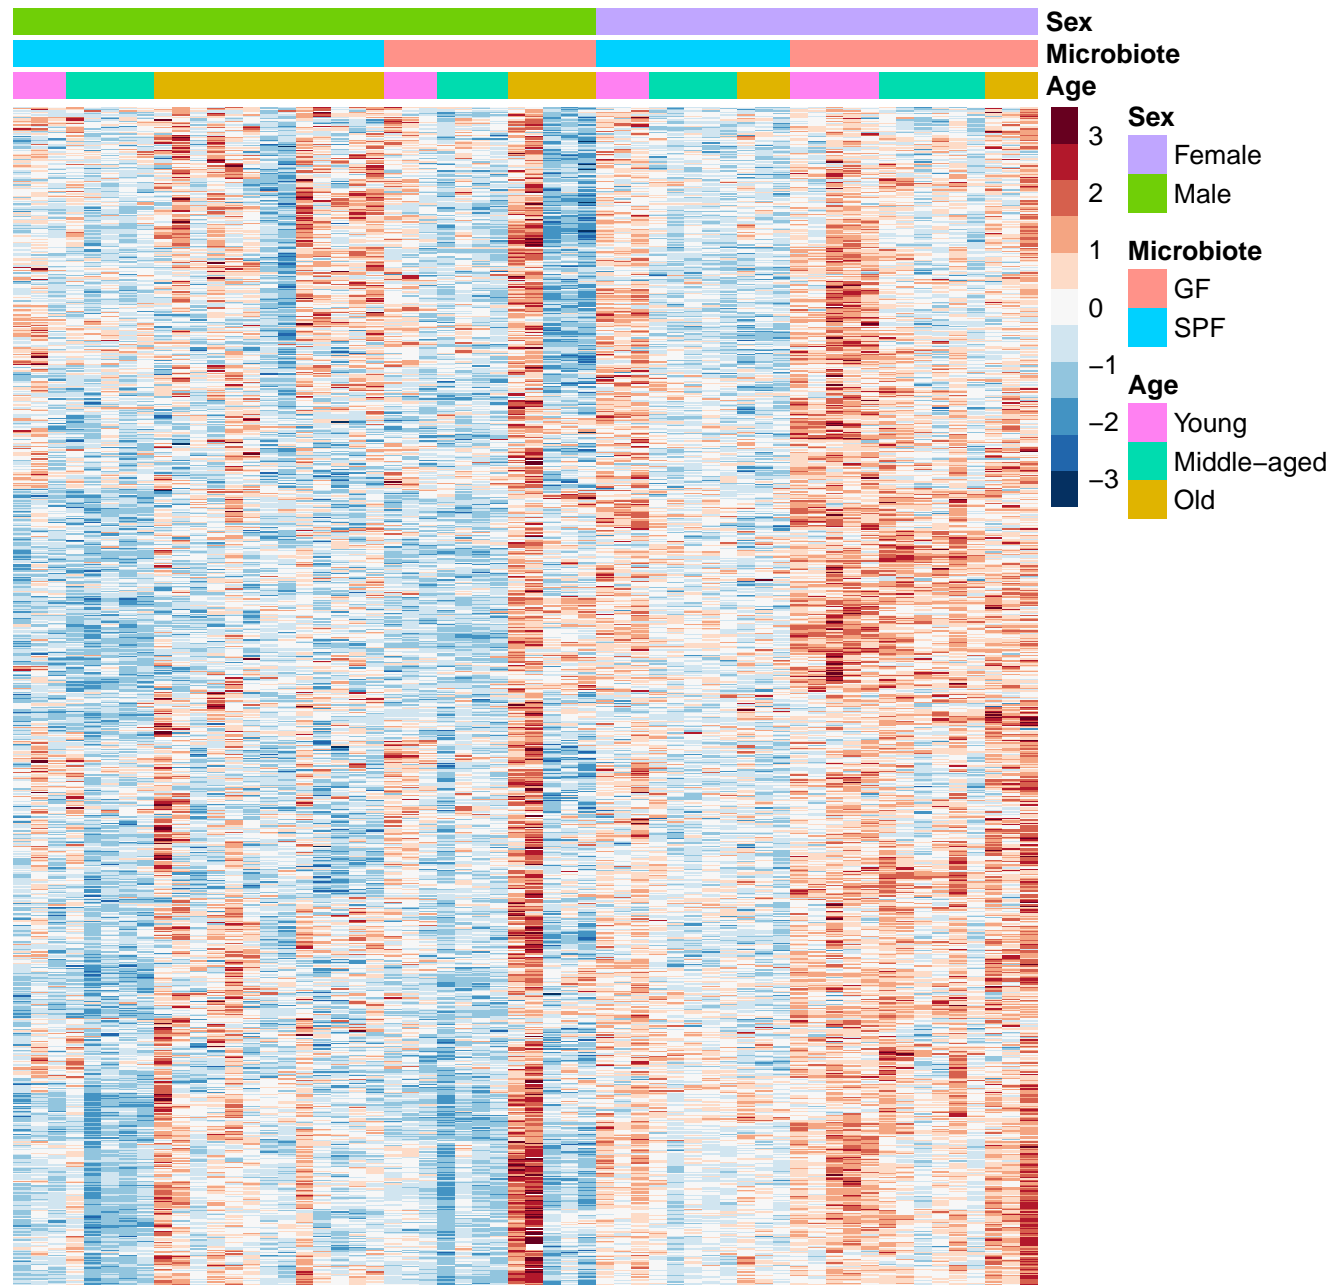 Sex
Microbiote
Age
3
2
1
0
−1
−2
−3
Sex
Female
Male
Microbiote
GF
SPF
Age
Young
Middle−aged
Old